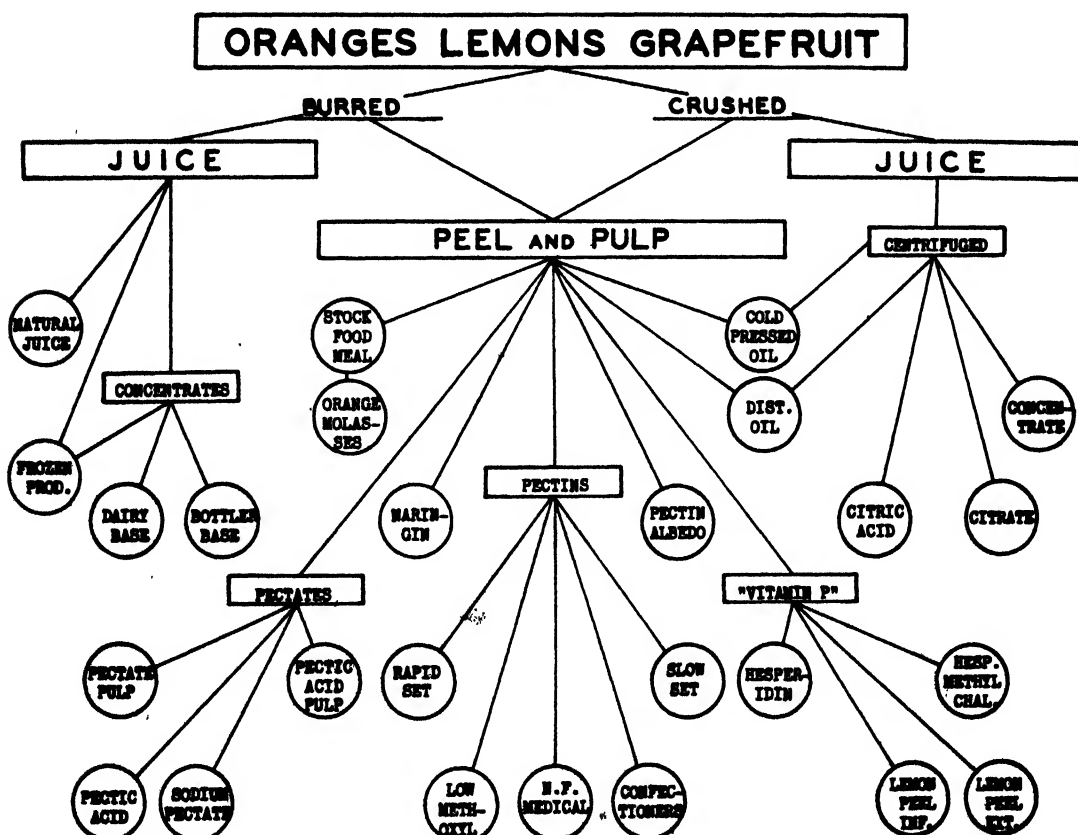 ORANGES LEMONS GRAPEFRUIT
BURRED
CRUSHED
JUICE
JUICE
PEEL AND PULP
CENTRIFUGED
NATURAL
JUICE
STOCK
FOOD
MEAL
COLD
PRESSED
OIL
CONCENTRATES
ORANGE
MOLAS-
SES
DIST.
OIL
CONCEN-
TRATE
FROZEN
PROD.
DAIRY
BASE
BOTTLER
BASE
NARIN-
GIN
PECTINS
PECTIN
ALBEDO
CITRIC
ACID
CITRATE
PECTATES
"VITAMIN P"
PECTATE
PULP
PECTIC
ACID
PULP
RAPID
SET
SLOW
SET
HESPER-
IDIN
HESP.
METHYL
CHAL.
PECTIC
ACID
SODIUM
PECTATE
LOW
METH-
OXYL
N.F.
MEDICAL
CONFEC-
TIONERS
LEMON
PEEL
INF.
LEMON
PEEL
EXT.